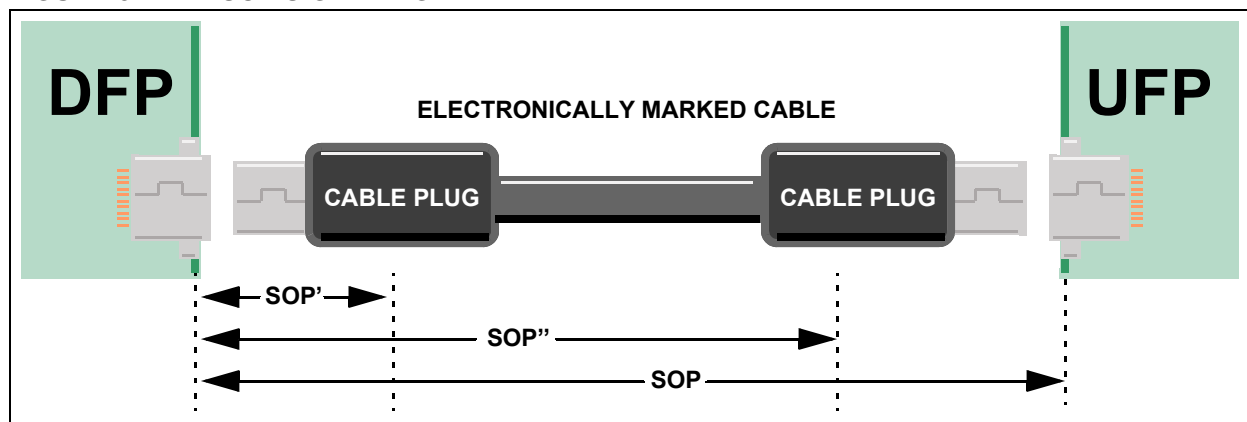 DFP
UFP
ELECTRONICALLY MARKED CABLE
CABLE PLUG
CABLE PLUG
SOP’
SOP’’
SOP